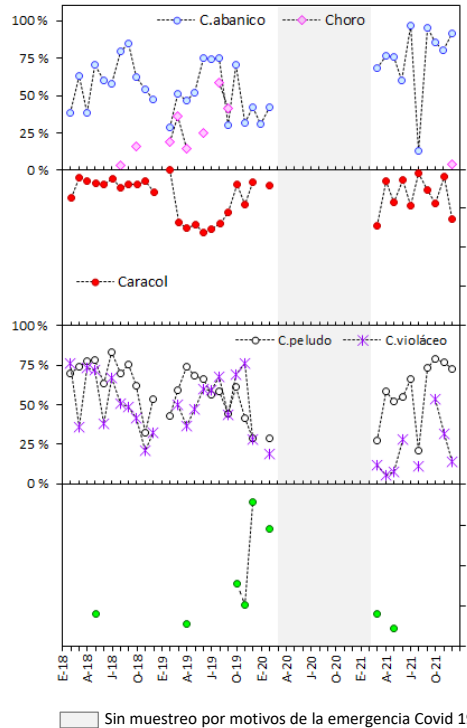 100 %
C.abanico Choro
75%
50 %
25 %
0 %
Caracol
100 %
C.peludo C.violáceo
75%
50 %
25 %
0 %
E-18 A-18 J-18 O-18 E-19 A-19 J-19 O-19 E-20 A-20 J-20 O-20 E-21 A-21 J-21 O-21
Sin muestreo por motivos de la emergencia Covid 1